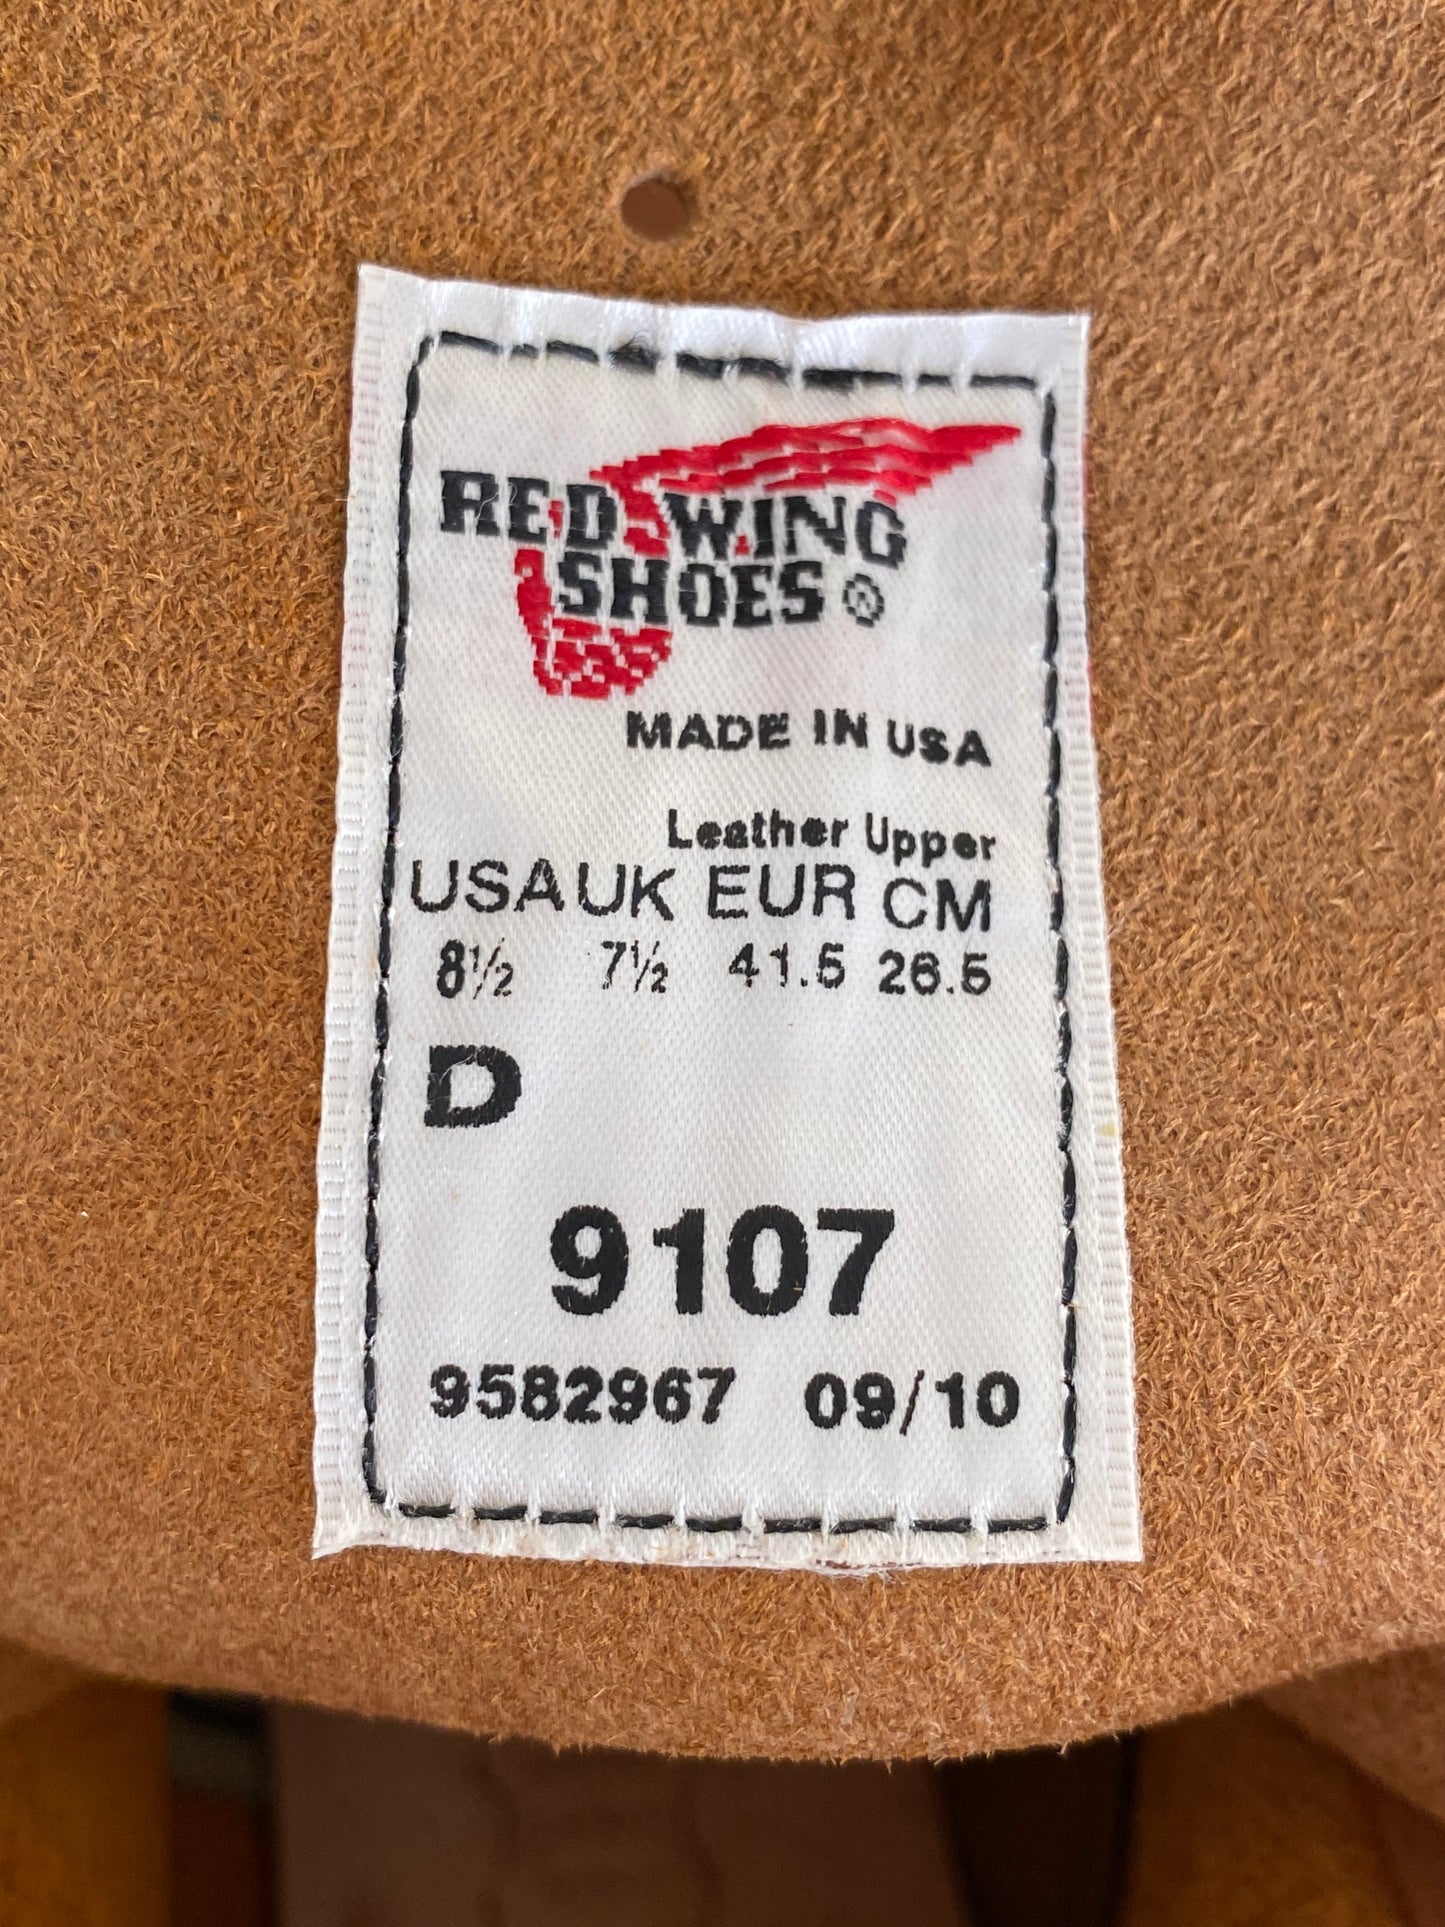 RED WING
SHOES ®
MADE IN USA
Leather Upper
USA UK EUR CM
8½ 7½ 41.5 26.5
D
9107
9582967 09/10